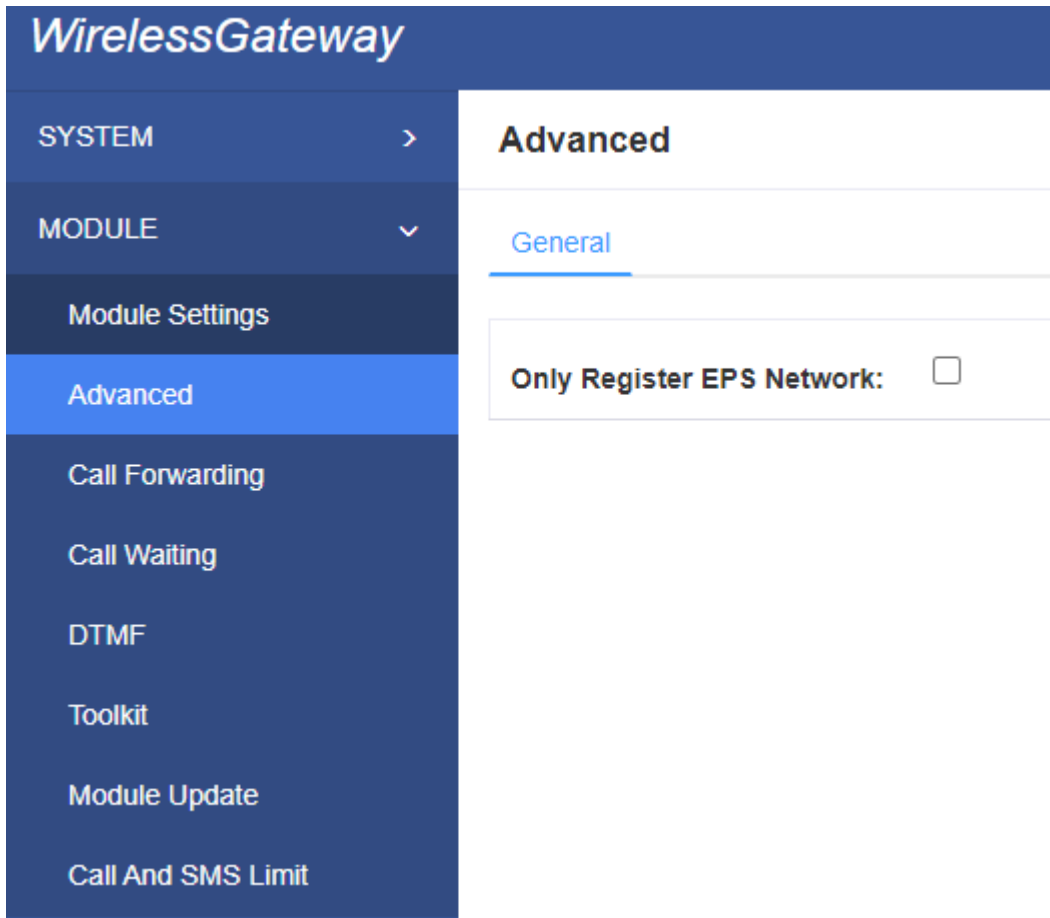 WirelessGateway
SYSTEM
MODULE
Module Settings
Advanced
Call Forwarding
Call Waiting
DTMF
Toolkit
Module Update
Call And SMS Limit
Advanced
General
Only Register EPS Network: